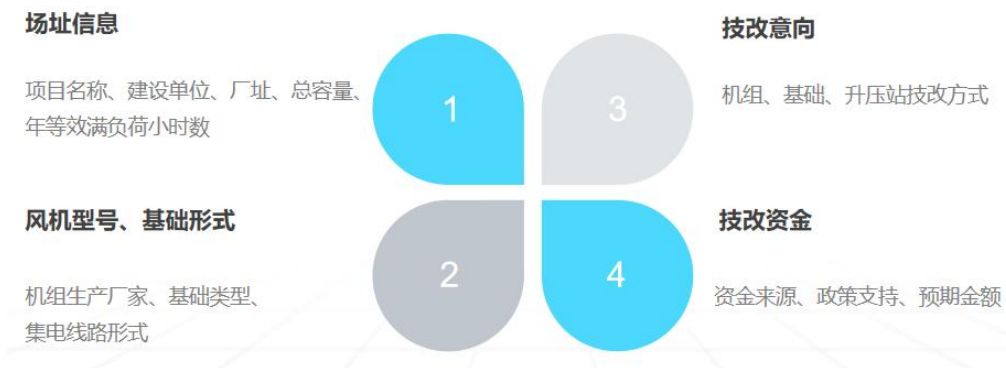 场址信息
项目名称、建设单位、厂址、总容量、
年等效满负荷小时数
1
风机型号、基础形式
机组生产厂家、基础类型、
集电线路形式
2
技改意向
机组、基础、升压站技改方式
3
技改资金
资金来源、政策支持、预期金额
4